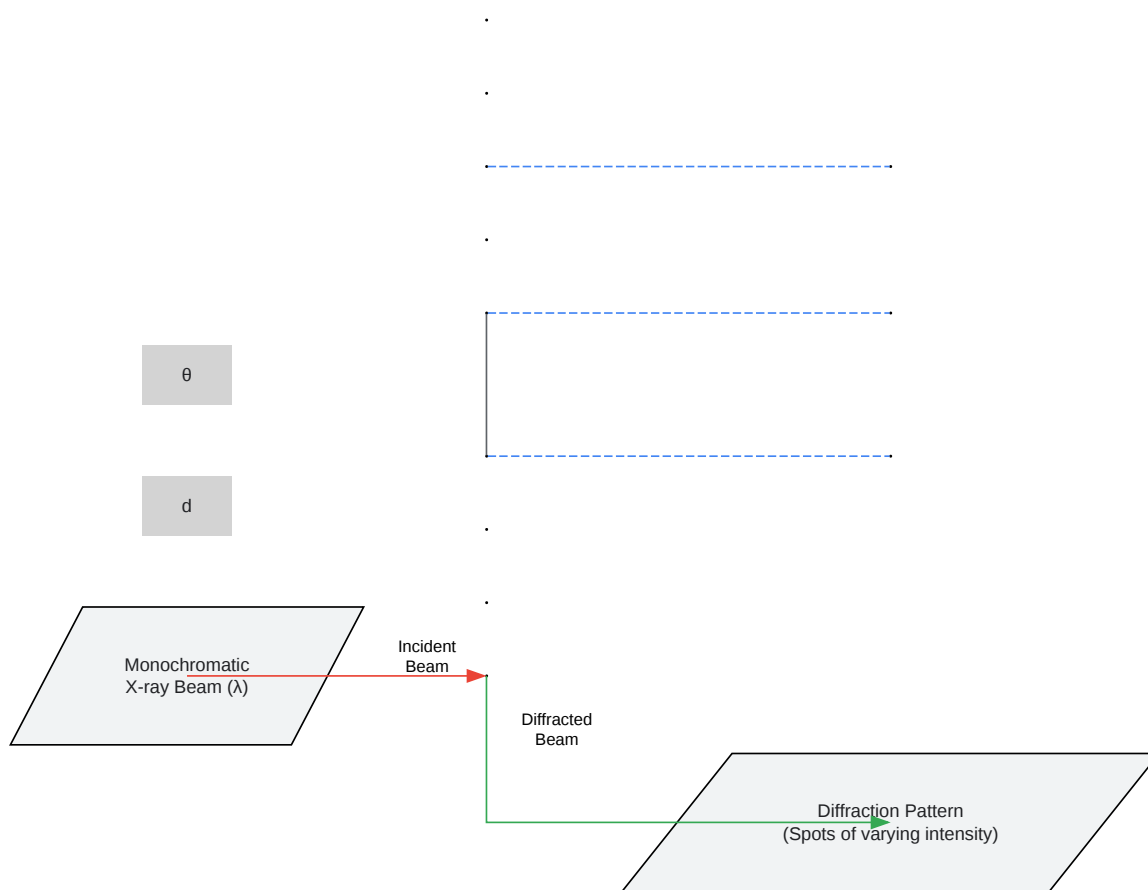 θ
d
Monochromatic
X-ray Beam (λ)
Incident
Beam
Diffracted
Beam
Diffraction Pattern
(Spots of varying intensity)